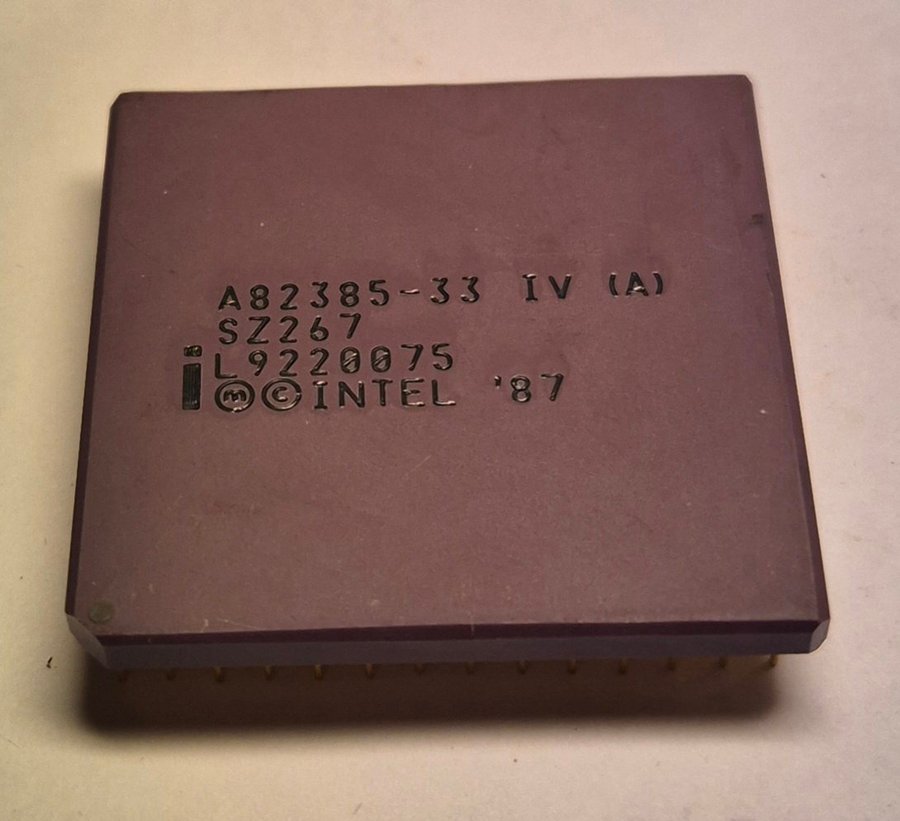 A82385-33 IV (A)
SZ267
L9220075
ⓜ©INTEL '87